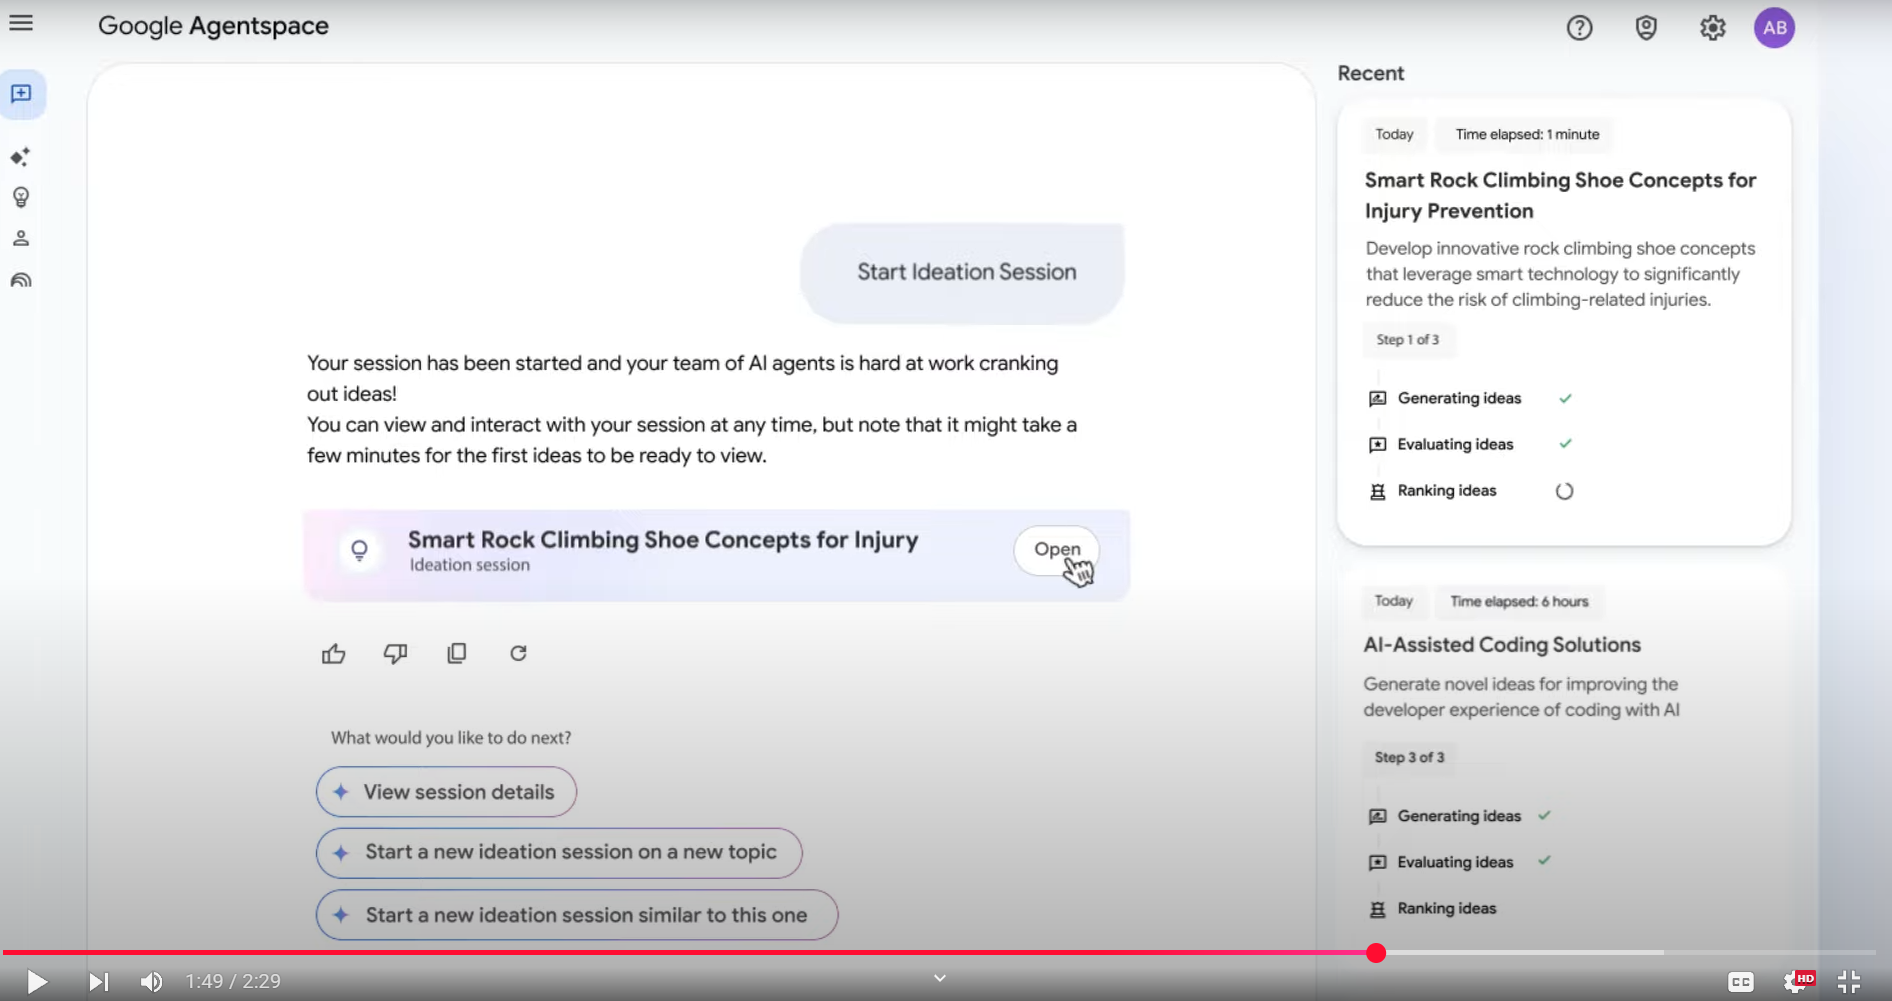 Google Agentspace
AB
Start Ideation Session
Your session has been started and your team of AI agents is hard at work cranking
out ideas!
You can view and interact with your session at any time, but note that it might take a
few minutes for the first ideas to be ready to view.
Smart Rock Climbing Shoe Concepts for Injury
Ideation session
Open
What would you like to do next?
View session details
Start a new ideation session on a new topic
Start a new ideation session similar to this one
Recent
Today
Time elapsed: 1 minute
Smart Rock Climbing Shoe Concepts for
Injury Prevention
Develop innovative rock climbing shoe concepts
that leverage smart technology to significantly
reduce the risk of climbing-related injuries.
Step 1 of 3
Generating ideas
Evaluating ideas
Ranking ideas
Today
Time elapsed: 6 hours
AI-Assisted Coding Solutions
Generate novel ideas for improving the
developer experience of coding with AI
Step 3 of 3
Generating ideas
Evaluating ideas
Ranking ideas
1:49 / 2:29
CC
HD